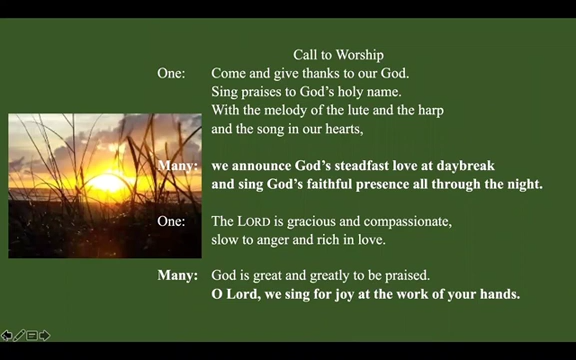 Call to Worship
One: Come and give thanks to our God.
Sing praises to God’s holy name.
With the melody of the lute and the harp
and the song in our hearts,
Many: we announce God’s steadfast love at daybreak
and sing God’s faithful presence all through the night.
One: The LORD is gracious and compassionate,
slow to anger and rich in love.
Many: God is great and greatly to be praised.
O Lord, we sing for joy at the work of your hands.